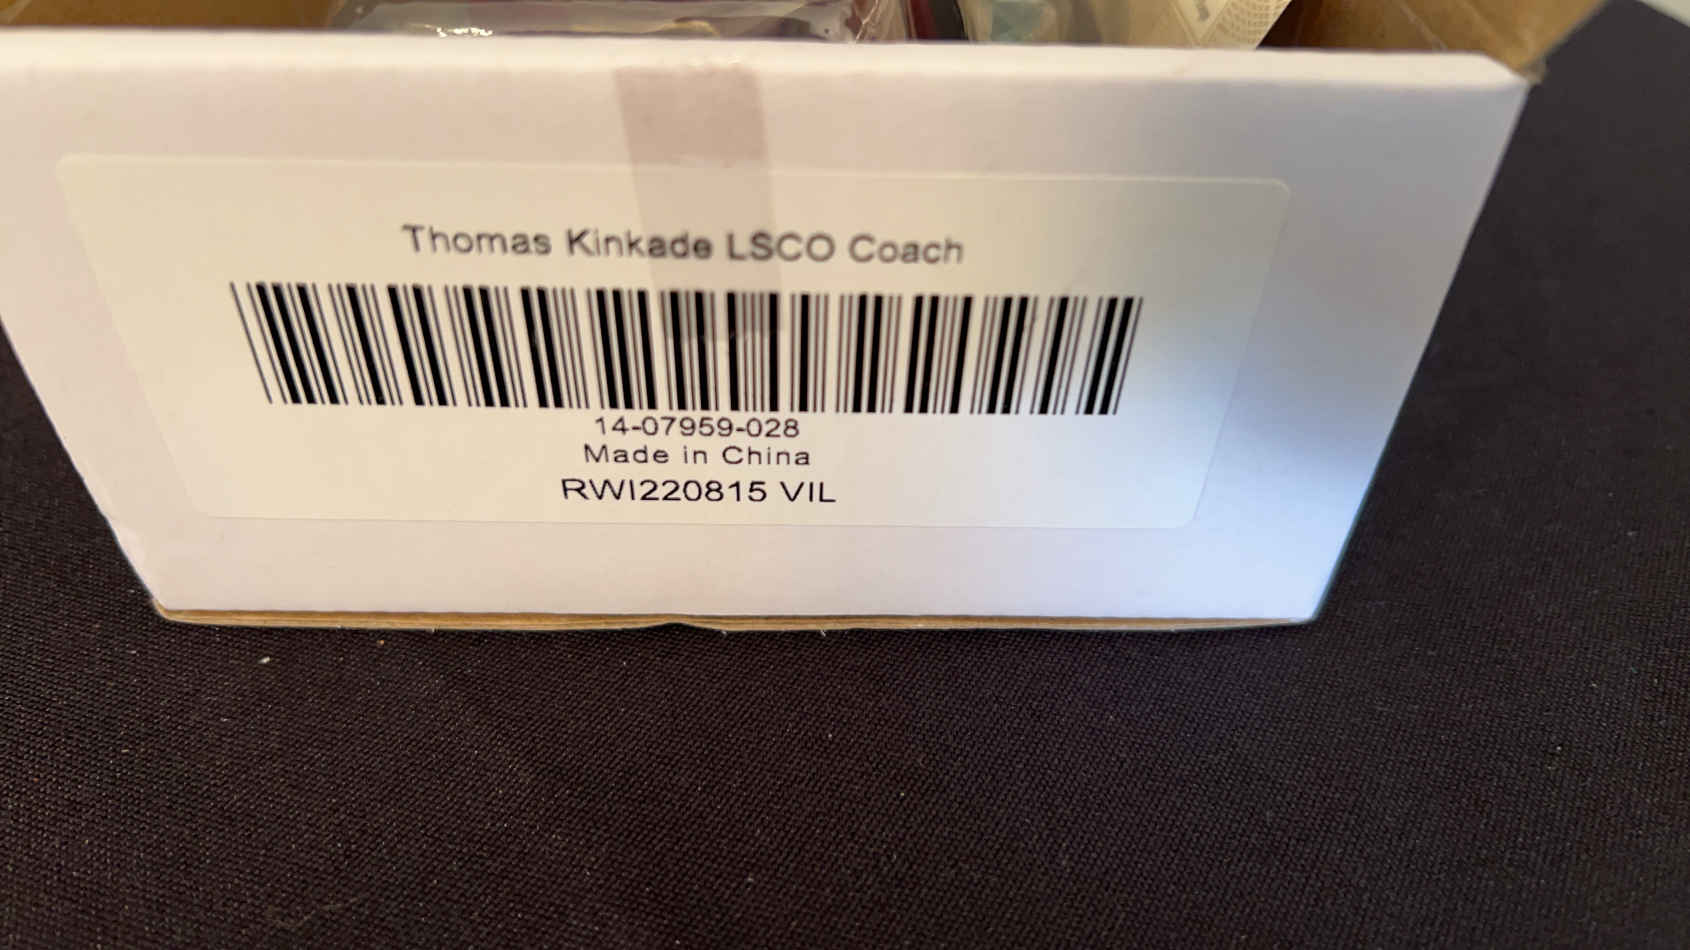 Thomas Kinkade LSCO Coach
14-07959-028
Made in China
RWI220815 VIL